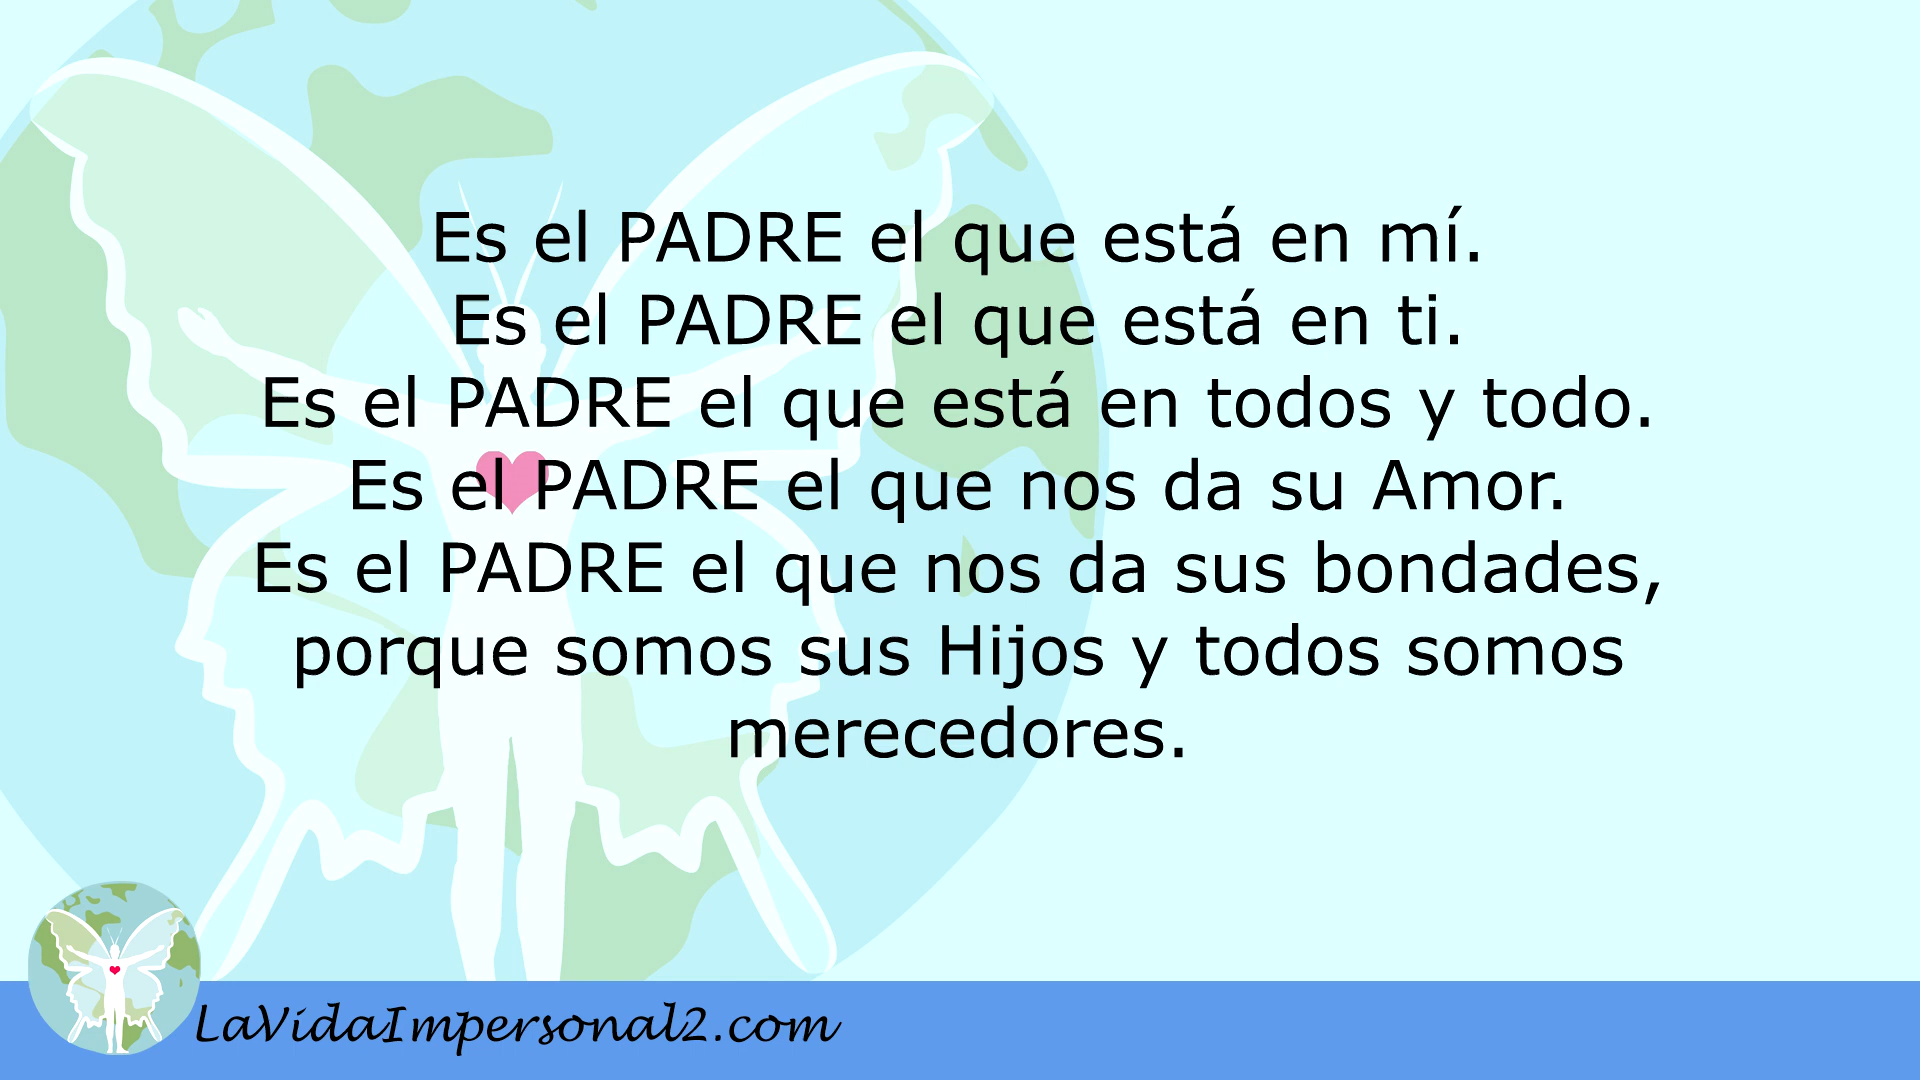 Es el PADRE el que está en mí.
Es el PADRE el que está en ti.
Es el PADRE el que está en todos y todo.
Es el PADRE el que nos da su Amor.
Es el PADRE el que nos da sus bondades,
porque somos sus Hijos y todos somos
merecedores.
LaVidaImpersonal2.com